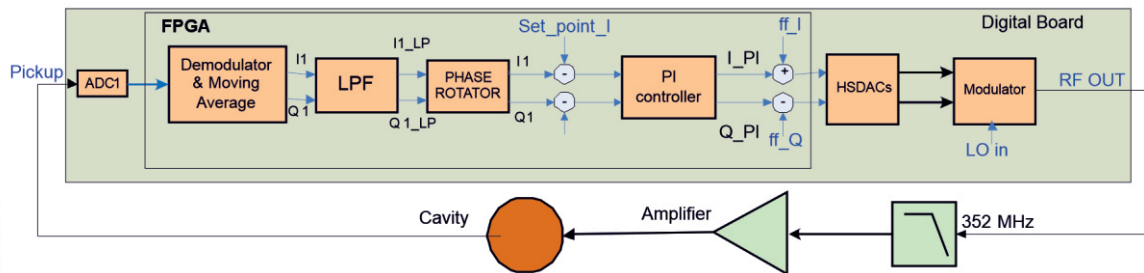 FPGA
Set_point_I
ff_I
Digital Board
Pickup
ADC1
Demodulator
& Moving
Average
I1
Q1
LPF
I1_LP
Q1_LP
PHASE
ROTATOR
I1
Q1
-
-
PI
controller
I_PI
Q_PI
+
-
ff_Q
HSDACs
Modulator
RF OUT
LO in
Cavity
Amplifier
352 MHz